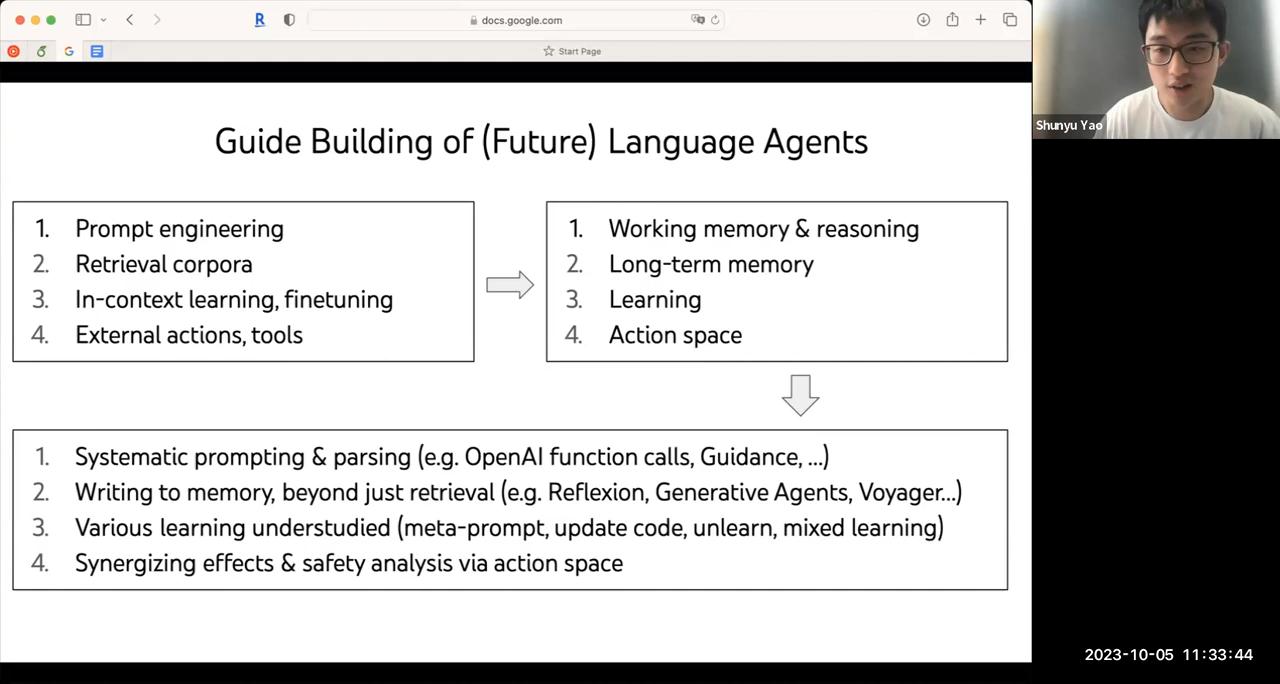 docs.google.com
Start Page
Guide Building of (Future) Language Agents
1. Prompt engineering
2. Retrieval corpora
3. In-context learning, finetuning
4. External actions, tools
1. Working memory & reasoning
2. Long-term memory
3. Learning
4. Action space
1. Systematic prompting & parsing (e.g. OpenAI function calls, Guidance, ...)
2. Writing to memory, beyond just retrieval (e.g. Reflexion, Generative Agents, Voyager...)
3. Various learning understudied (meta-prompt, update code, unlearn, mixed learning)
4. Synergizing effects & safety analysis via action space
Shunyu Yao
2023-10-05 11:33:44